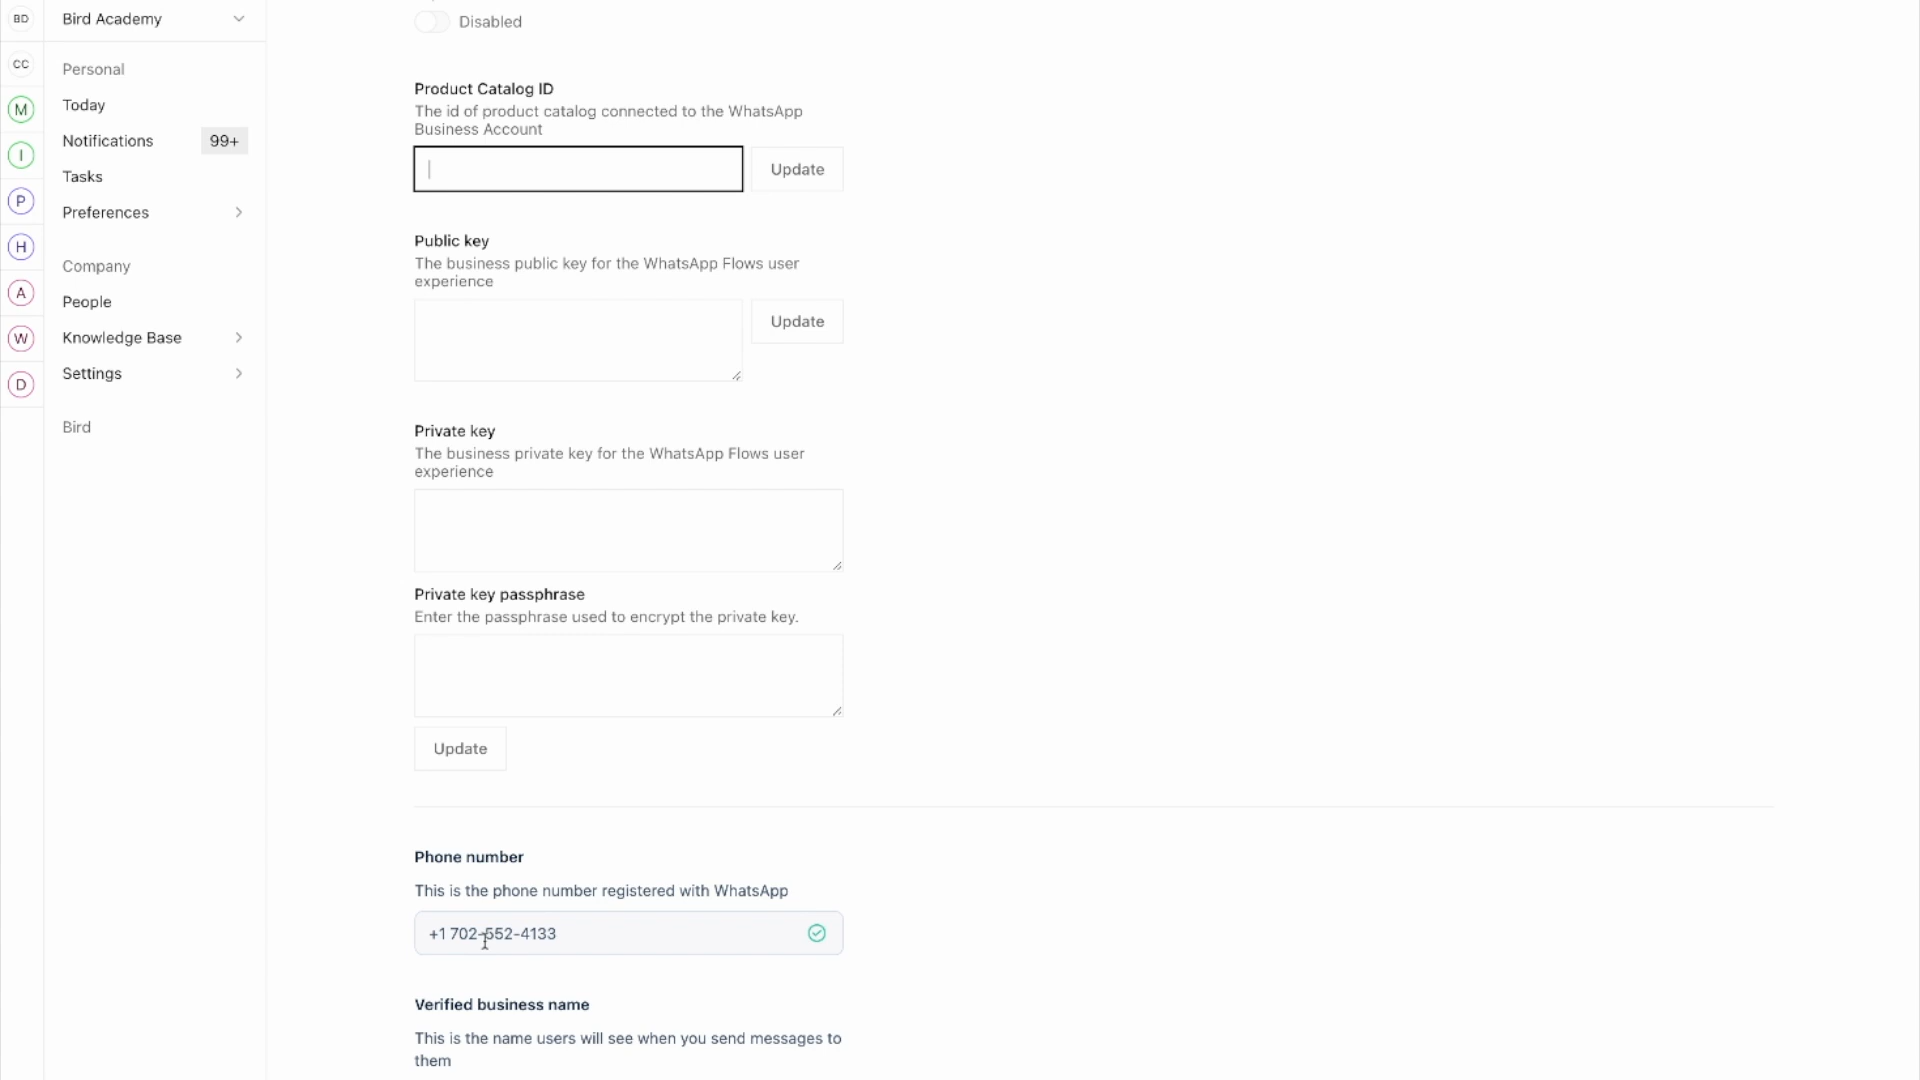 BD
Bird Academy
CC
M
I
P
H
A
W
D
Personal
Today
Notifications 99+
Tasks
Preferences
Company
People
Knowledge Base
Settings
Bird
Disabled
Product Catalog ID
The id of product catalog connected to the WhatsApp
Business Account
Update
Public key
The business public key for the WhatsApp Flows user
experience
Update
Private key
The business private key for the WhatsApp Flows user
experience
Private key passphrase
Enter the passphrase used to encrypt the private key.
Update
Phone number
This is the phone number registered with WhatsApp
+1 702-552-4133
Verified business name
This is the name users will see when you send messages to
them